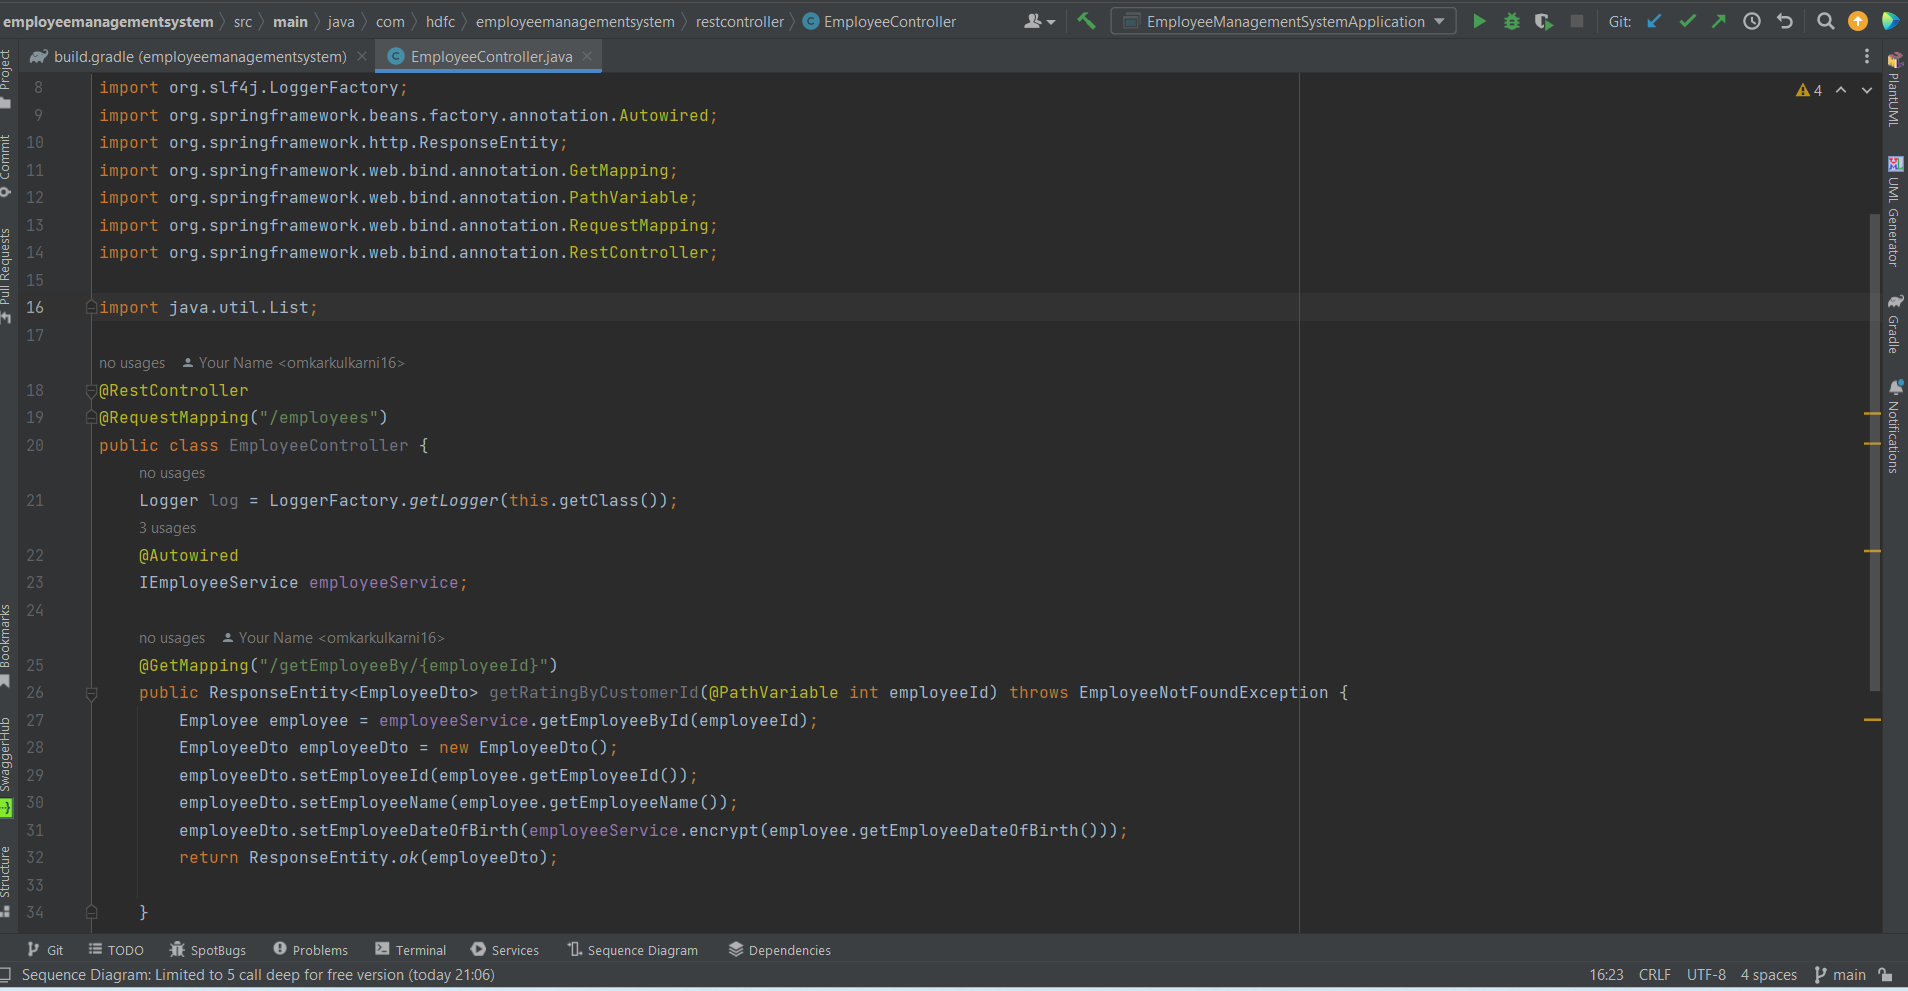 employeemanagementsystem src main java com hdfc employeemanagementsystem restcontroller EmployeeController EmployeeManagementSystemApplication Git:
build.gradle (employeemanagementsystem) EmployeeController.java
8 import org.slf4j.LoggerFactory;
9 import org.springframework.beans.factory.annotation.Autowired;
10 import org.springframework.http.ResponseEntity;
11 import org.springframework.web.bind.annotation.GetMapping;
12 import org.springframework.web.bind.annotation.PathVariable;
13 import org.springframework.web.bind.annotation.RequestMapping;
14 import org.springframework.web.bind.annotation.RestController;
15
16 import java.util.List;
17
no usages Your Name <omkarkulkarni16>
18 @RestController
19 @RequestMapping("/employees")
20 public class EmployeeController {
no usages
21 Logger log = LoggerFactory.getLogger(this.getClass());
3 usages
22 @Autowired
23 IEmployeeService employeeService;
24
no usages Your Name <omkarkulkarni16>
25 @GetMapping("/getEmployeeBy/{employeeId}")
26 public ResponseEntity<EmployeeDto> getRatingByCustomerId(@PathVariable int employeeId) throws EmployeeNotFoundException {
27 Employee employee = employeeService.getEmployeeById(employeeId);
28 EmployeeDto employeeDto = new EmployeeDto();
29 employeeDto.setEmployeeId(employee.getEmployeeId());
30 employeeDto.setEmployeeName(employee.getEmployeeName());
31 employeeDto.setEmployeeDateOfBirth(employeeService.encrypt(employee.getEmployeeDateOfBirth()));
32 return ResponseEntity.ok(employeeDto);
33
34 }
4
Project
Commit
Pull Requests
Bookmarks
SwaggerHub
Structure
PlantUML
UML Generator
Gradle
Notifications
Git TODO SpotBugs Problems Terminal Services Sequence Diagram Dependencies
Sequence Diagram: Limited to 5 call deep for free version (today 21:06) 16:23 CRLF UTF-8 4 spaces main